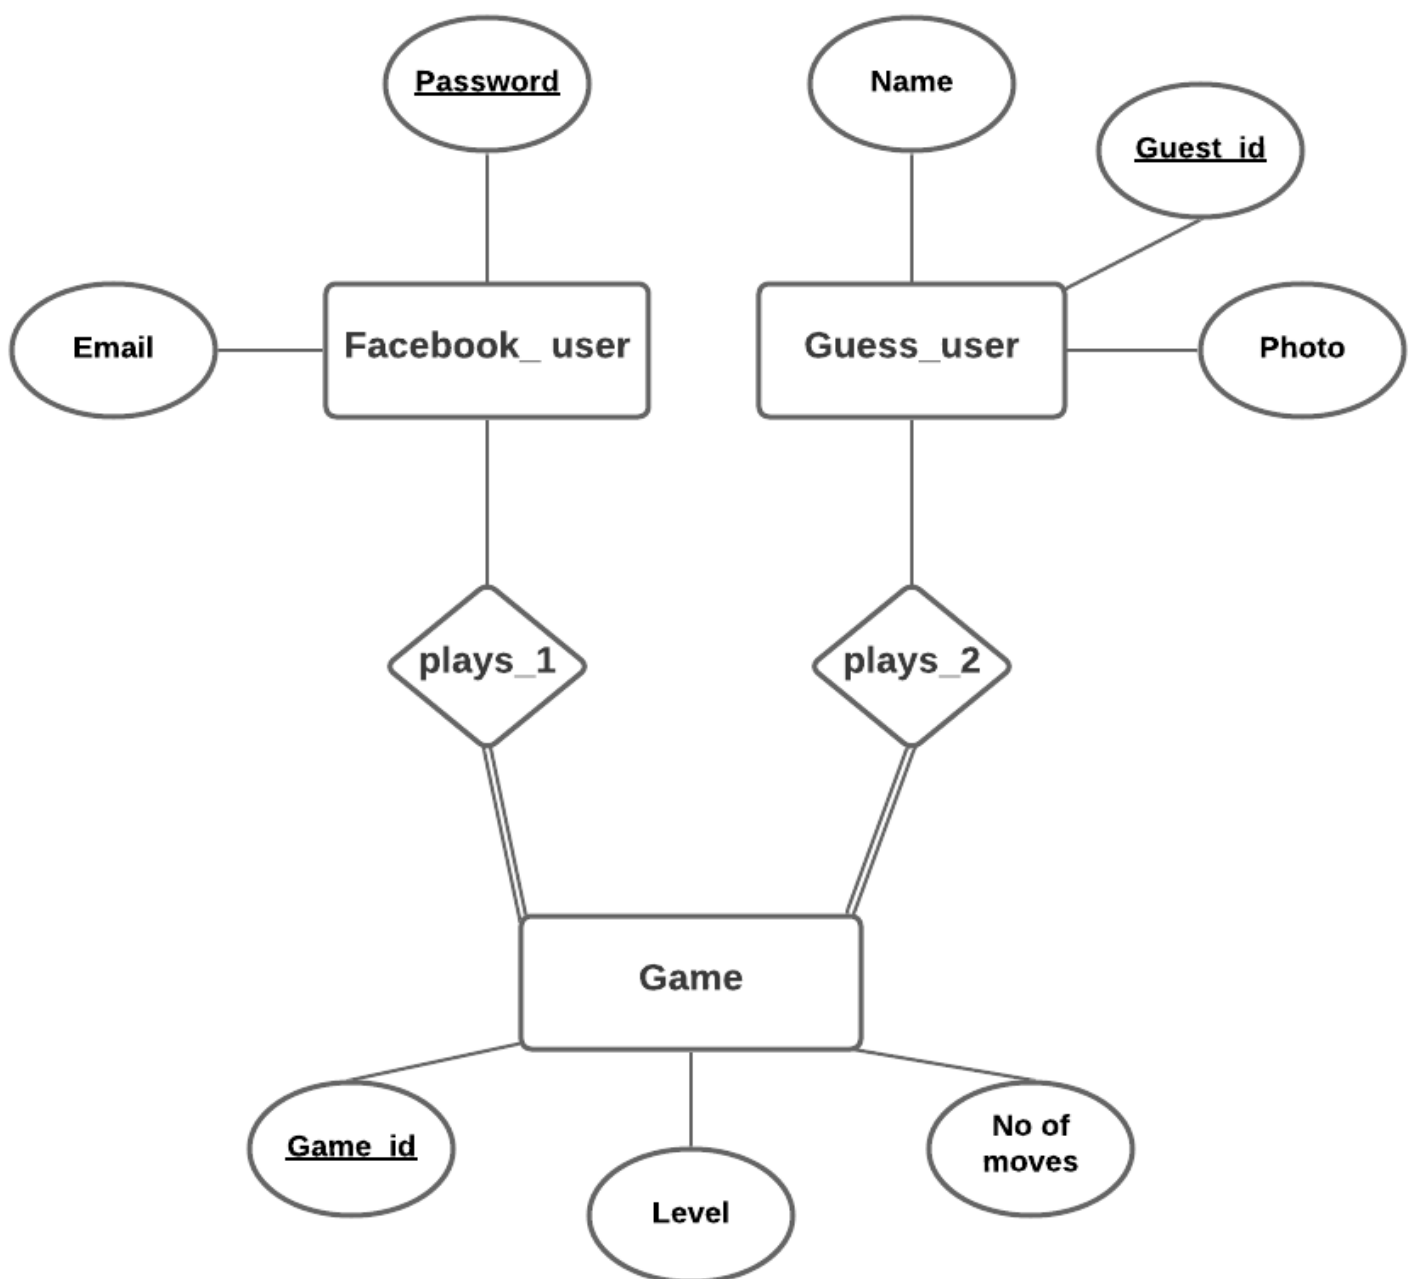 Password
Name
Guest_id
Email
Facebook_ user
Guess_user
Photo
plays_1
plays_2
Game
Game_id
No of
moves
Level